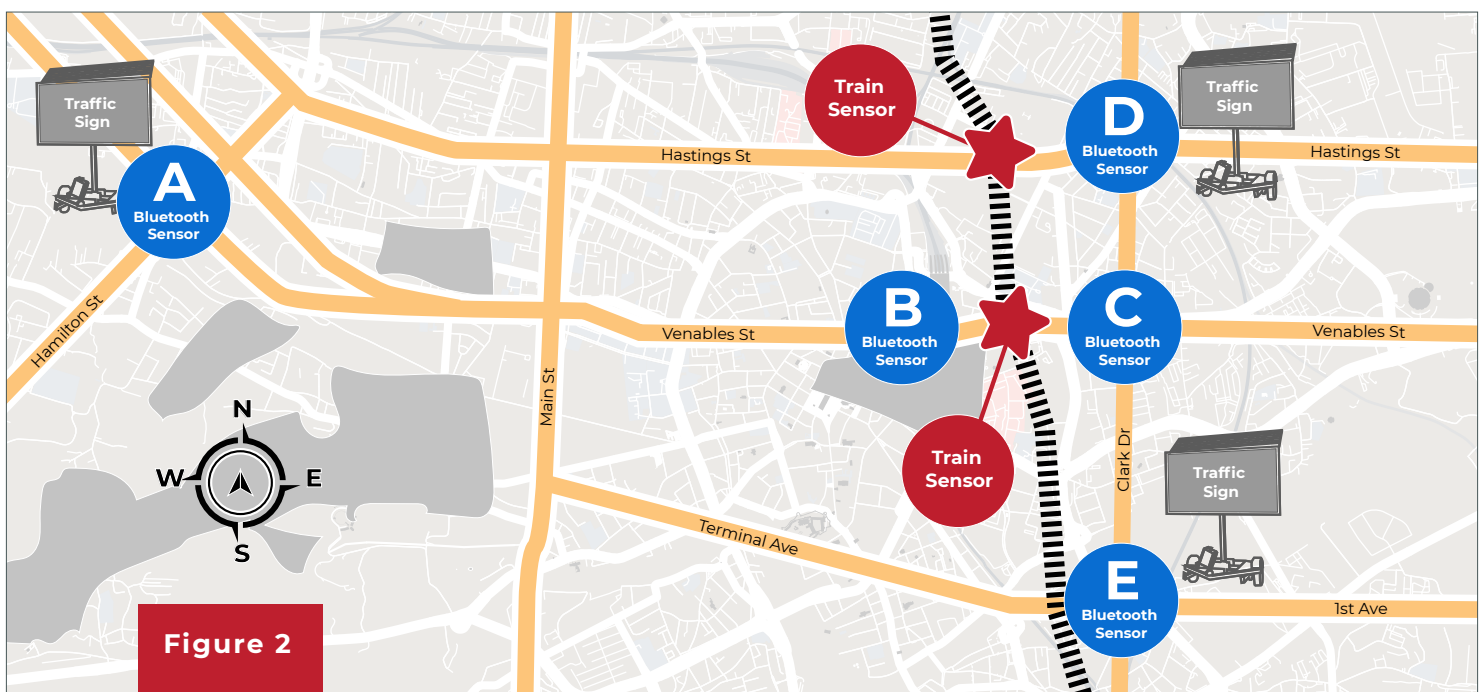 Traffic
Sign
A
Bluetooth
Sensor
Train
Sensor
D
Bluetooth
Sensor
Traffic
Sign
Hastings St
Hastings St
Hamilton St
Main St
Venables St
B
Bluetooth
Sensor
C
Bluetooth
Sensor
Venables St
Train
Sensor
Clark Dr
N
W
E
S
Traffic
Sign
Terminal Ave
E
Bluetooth
Sensor
1st Ave
Figure 2